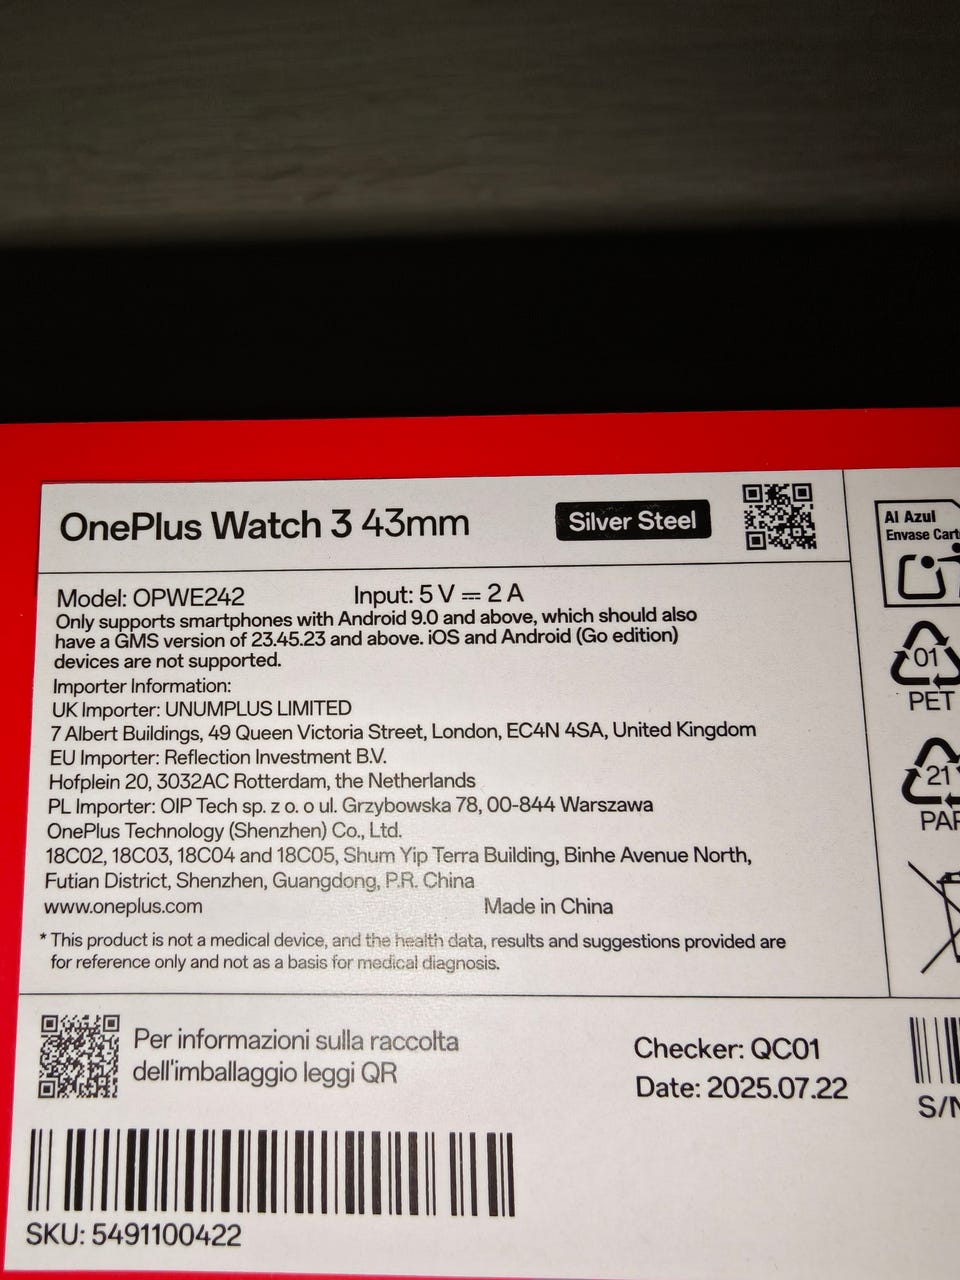 OnePlus Watch 3 43mm
Silver Steel
Model: OPWE242
Input: 5 V ⎓ 2 A
Only supports smartphones with Android 9.0 and above, which should also
have a GMS version of 23.45.23 and above. iOS and Android (Go edition)
devices are not supported.
Importer Information:
UK Importer: UNUMPLUS LIMITED
7 Albert Buildings, 49 Queen Victoria Street, London, EC4N 4SA, United Kingdom
EU Importer: Reflection Investment B.V.
Hofplein 20, 3032AC Rotterdam, the Netherlands
PL Importer: OIP Tech sp. z o. o ul. Grzybowska 78, 00-844 Warszawa
OnePlus Technology (Shenzhen) Co., Ltd.
18C02, 18C03, 18C04 and 18C05, Shum Yip Terra Building, Binhe Avenue North,
Futian District, Shenzhen, Guangdong, P.R. China
www.oneplus.com
Made in China
* This product is not a medical device, and the health data, results and suggestions provided are
for reference only and not as a basis for medical diagnosis.
Per informazioni sulla raccolta
dell'imballaggio leggi QR
Checker: QC01
Date: 2025.07.22
SKU: 5491100422
Al Azul
Envase
01
PET
21
S/N